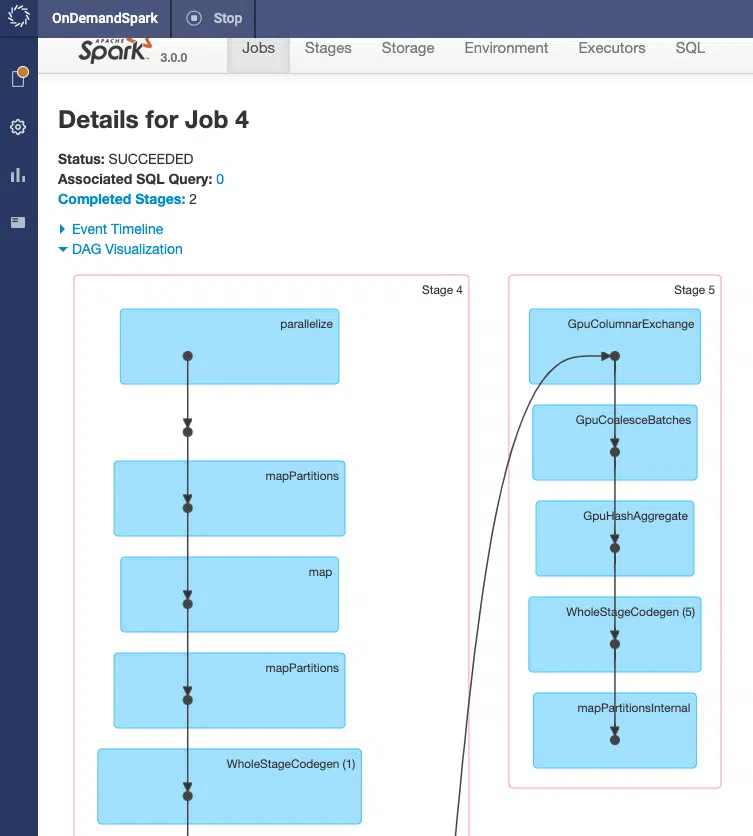 OnDemandSpark Stop
APACHE
Spark 3.0.0 Jobs Stages Storage Environment Executors SQL
Details for Job 4
Status: SUCCEEDED
Associated SQL Query: 0
Completed Stages: 2
Event Timeline
DAG Visualization
Stage 4
parallelize
mapPartitions
map
mapPartitions
WholeStageCodegen (1)
Stage 5
GpuColumnarExchange
GpuCoalesceBatches
GpuHashAggregate
WholeStageCodegen (5)
mapPartitionsInternal